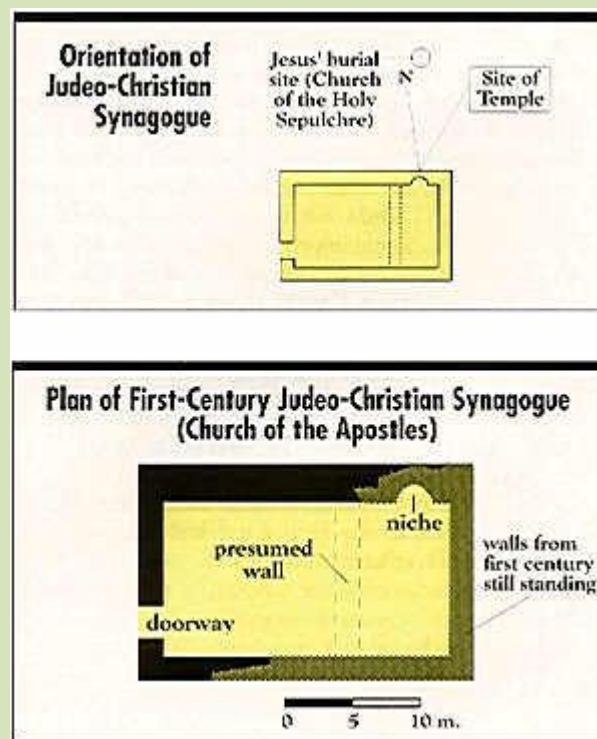 Orientation of
Judeo-Christian
Synagogue
Jesus' burial
site (Church
of the Holy
Sepulchre)
N
Site of
Temple
Plan of First-Century Judeo-Christian Synagogue
(Church of the Apostles)
niche
presumed
wall
walls from
first century
still standing
doorway
0 5 10 m.